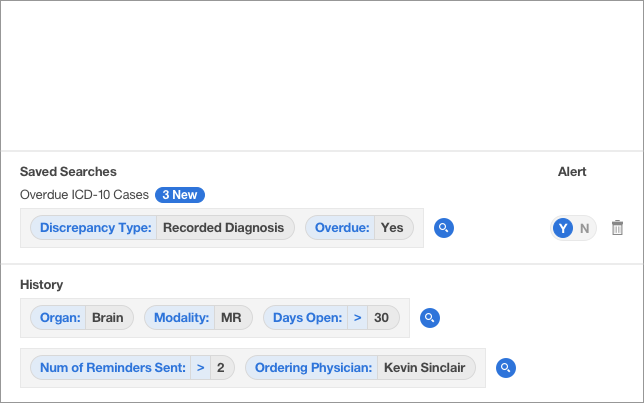 Saved Searches Alert
Overdue ICD-10 Cases 3 New
Discrepancy Type: Recorded Diagnosis Overdue: Yes Y N
History
Organ: Brain Modality: MR Days Open: > 30
Num of Reminders Sent: > 2 Ordering Physician: Kevin Sinclair